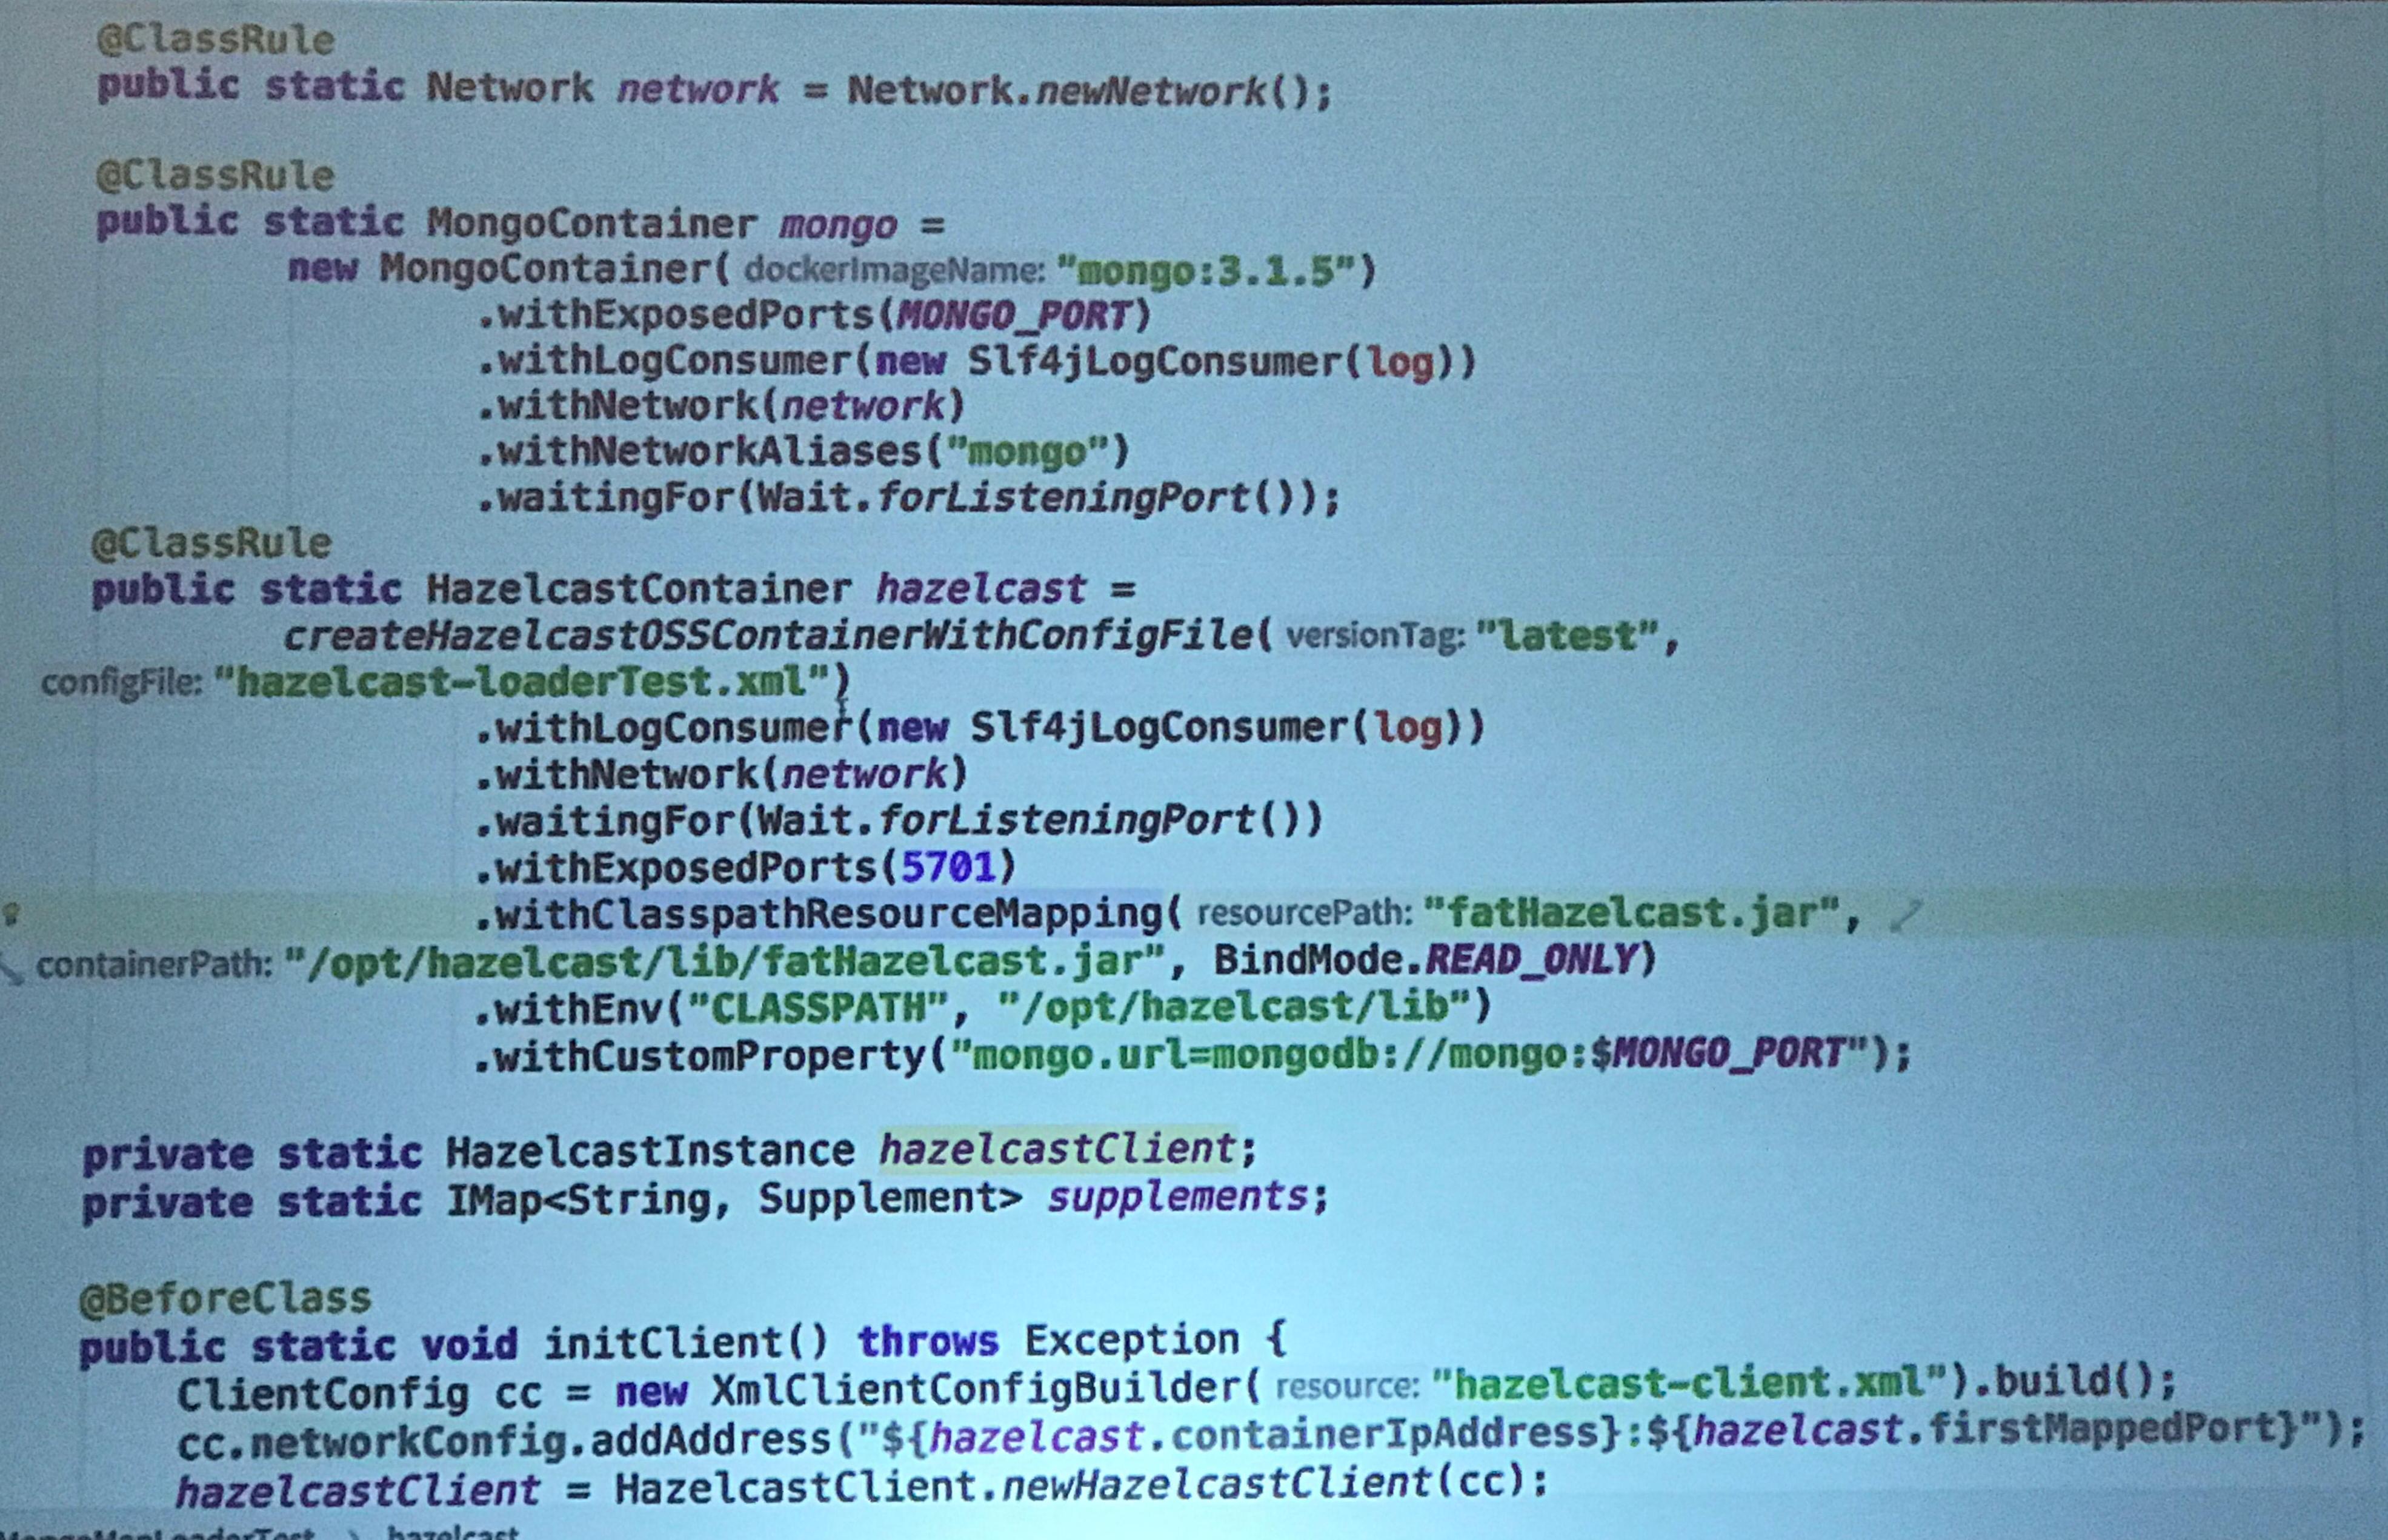 @ClassRule
public static Network network = Network.newNetwork();
@ClassRule
public static MongoContainer mongo =
new MongoContainer( dockerImageName: "mongo:3.1.5")
.withExposedPorts(MONGO_PORT)
.withLogConsumer(new Slf4jLogConsumer(log))
.withNetwork(network)
.withNetworkAliases("mongo")
.waitingFor(Wait.forListeningPort());
@ClassRule
public static HazelcastContainer hazelcast =
createHazelcastOSSContainerWithConfigFile( versionTag: "latest",
configFile: "hazelcast-loaderTest.xml")
.withLogConsumer(new Slf4jLogConsumer(log))
.withNetwork(network)
.waitingFor(Wait.forListeningPort())
.withExposedPorts(5701)
.withClasspathResourceMapping( resourcePath: "fatHazelcast.jar",
containerPath: "/opt/hazelcast/lib/fatHazelcast.jar", BindMode.READ_ONLY)
.withEnv("CLASSPATH", "/opt/hazelcast/lib")
.withCustomProperty("mongo.url=mongodb://mongo:$MONGO_PORT");
private static HazelcastInstance hazelcastClient;
private static IMap<String, Supplement> supplements;
@BeforeClass
public static void initClient() throws Exception {
ClientConfig cc = new XmlClientConfigBuilder( resource: "hazelcast-client.xml").build();
cc.networkConfig.addAddress("${hazelcast.containerIpAddress}:${hazelcast.firstMappedPort}");
hazelcastClient = HazelcastClient.newHazelcastClient(cc);
MongoMapLoaderTest › hazelcast